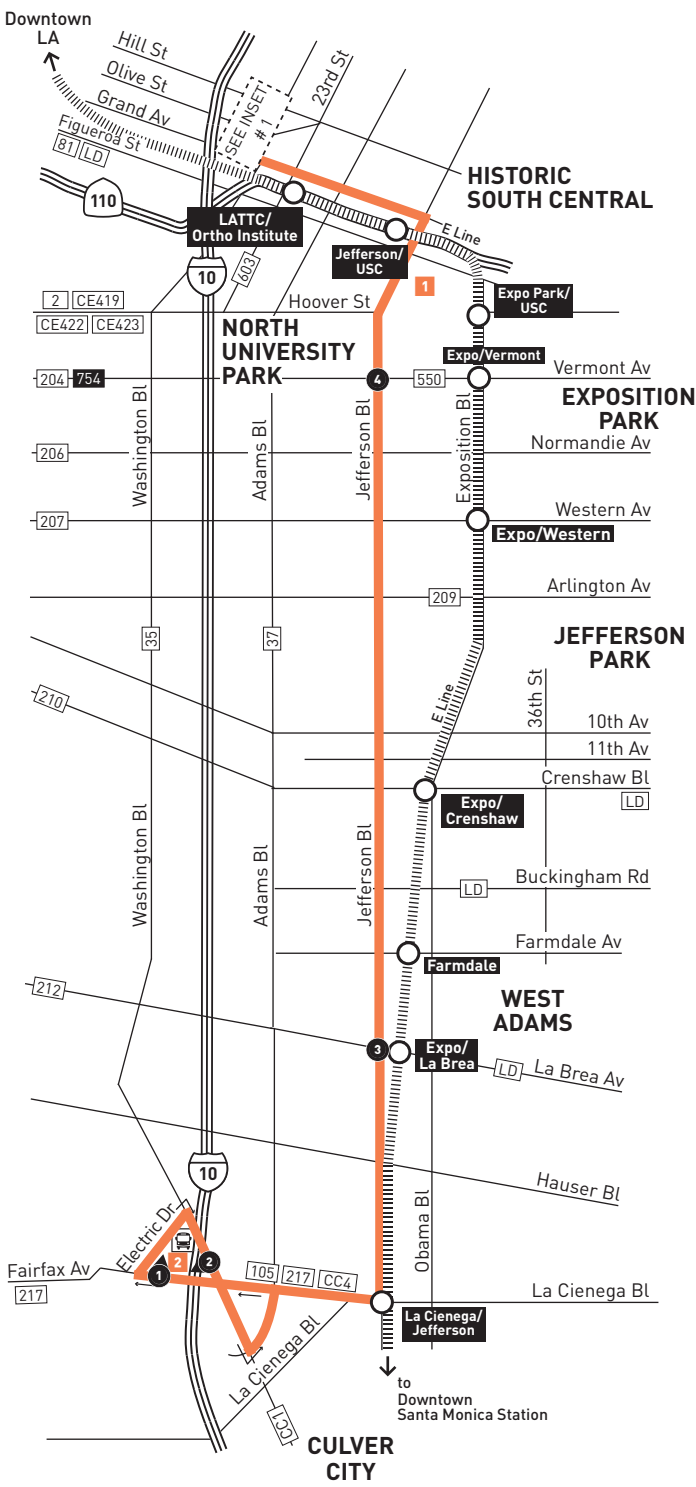 Downtown
LA
Hill St
Olive St
Grand Av
Figueroa St
81
LD
23rd St
SEE INSET
# 1
HISTORIC
SOUTH CENTRAL
110
LATTC/
Ortho Institute
E Line
Jefferson/
USC
10
603
1
2
CE419
CE422
CE423
Hoover St
Expo Park/
USC
NORTH
UNIVERSITY
PARK
Expo/Vermont
204
754
4
550
Vermont Av
EXPOSITION
PARK
Washington Bl
Adams Bl
Jefferson Bl
Exposition Bl
206
Normandie Av
207
Western Av
Expo/Western
Arlington Av
209
35
37
JEFFERSON
PARK
210
E Line
36th St
10th Av
11th Av
Crenshaw Bl
Expo/
Crenshaw
LD
Washington Bl
Adams Bl
Jefferson Bl
Buckingham Rd
LD
Farmdale Av
Farmdale
212
WEST
ADAMS
3
Expo/
La Brea
LD
La Brea Av
10
Hauser Bl
Obama Bl
Electric Dr
2
2
1
Fairfax Av
217
105
217
CC4
La Cienega Bl
La Cienega/
Jefferson
La Cienega Bl
CC1
to
Downtown
Santa Monica Station
CULVER
CITY